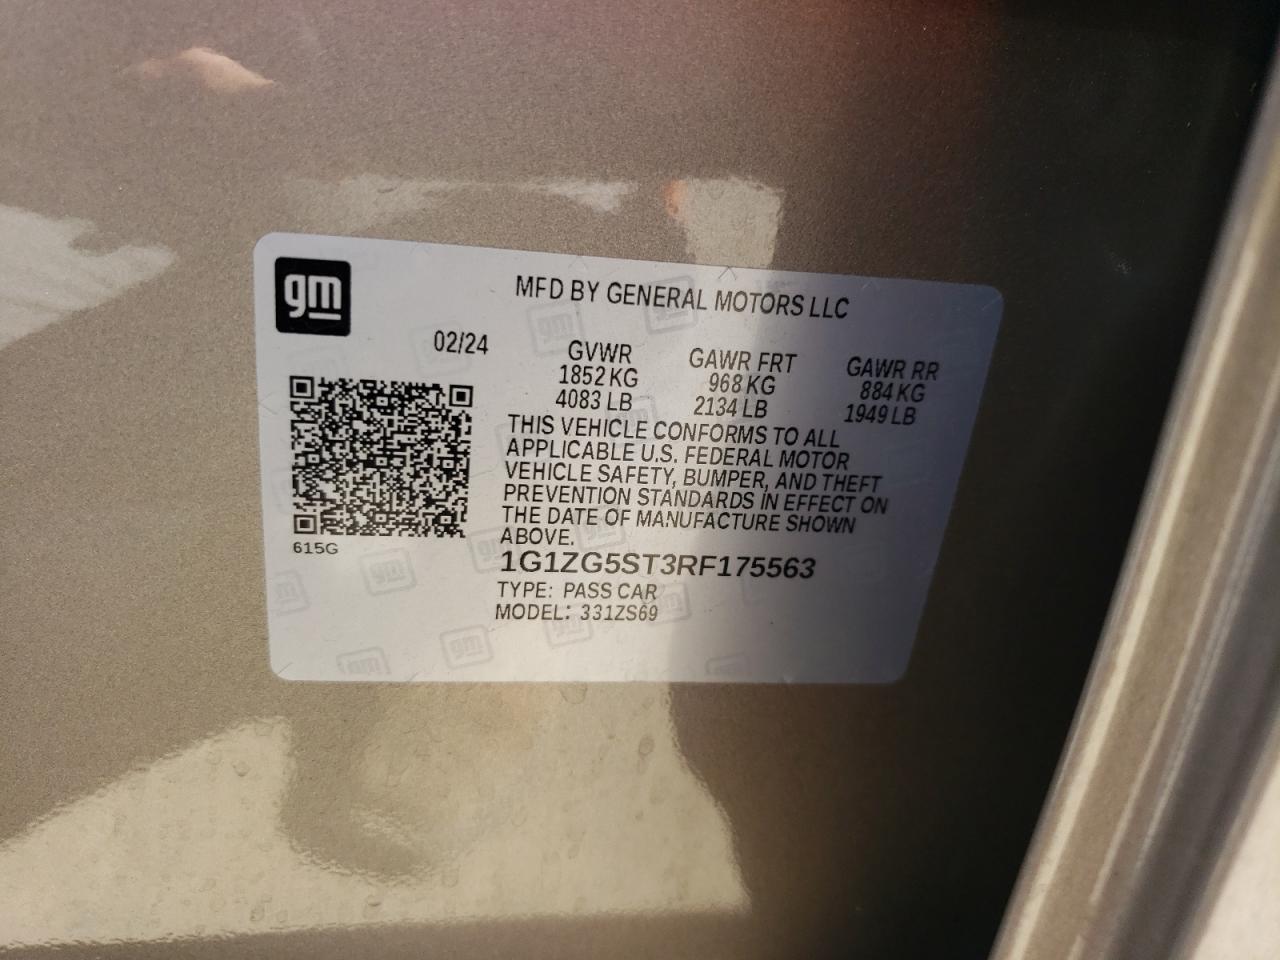 gm
MFD BY GENERAL MOTORS LLC
02/24
GVWR GAWR FRT GAWR RR
1852 KG 968 KG 884 KG
4083 LB 2134 LB 1949 LB
THIS VEHICLE CONFORMS TO ALL
APPLICABLE U.S. FEDERAL MOTOR
VEHICLE SAFETY, BUMPER, AND THEFT
PREVENTION STANDARDS IN EFFECT ON
THE DATE OF MANUFACTURE SHOWN
ABOVE.
615G
1G1ZG5ST3RF175563
TYPE: PASS CAR
MODEL: 331ZS69